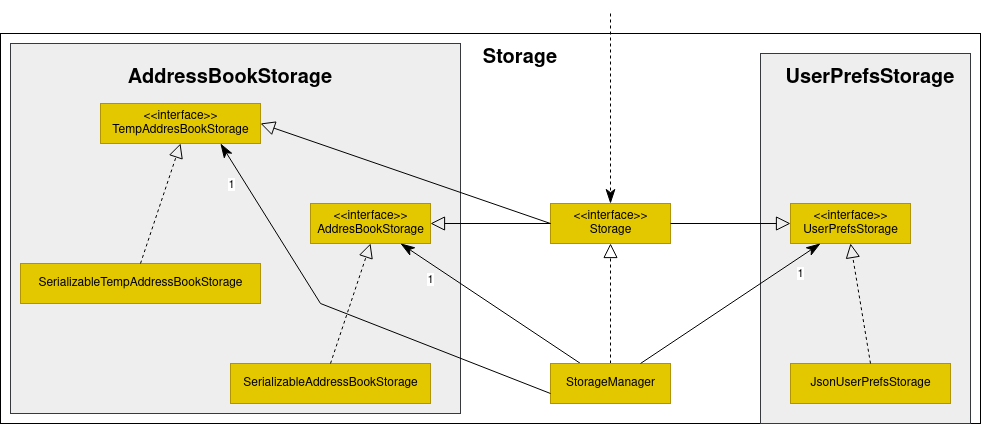 Storage
AddressBookStorage
UserPrefsStorage
<<interface>>
TempAddresBookStorage
1
<<interface>>
AddresBookStorage
<<interface>>
Storage
<<interface>>
UserPrefsStorage
SerializableTempAddressBookStorage
1
1
SerializableAddressBookStorage
StorageManager
JsonUserPrefsStorage